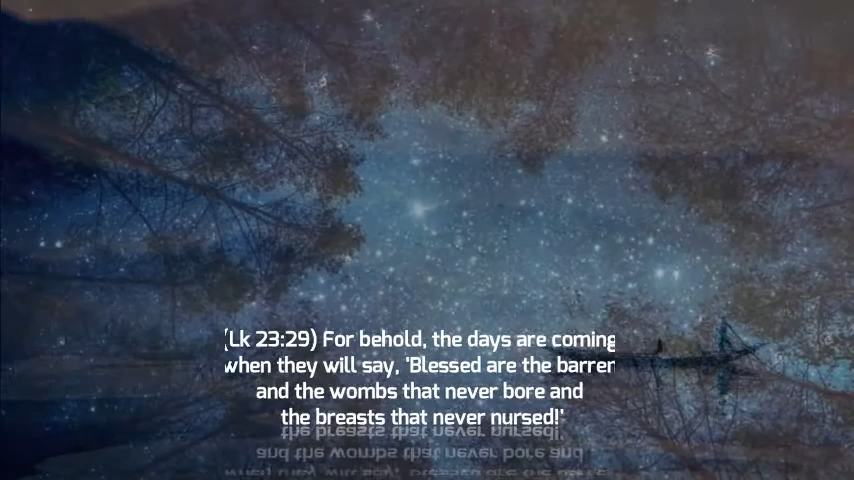 (Lk 23:29) For behold, the days are coming
when they will say, 'Blessed are the barren
and the wombs that never bore and
the breasts that never nursed!'